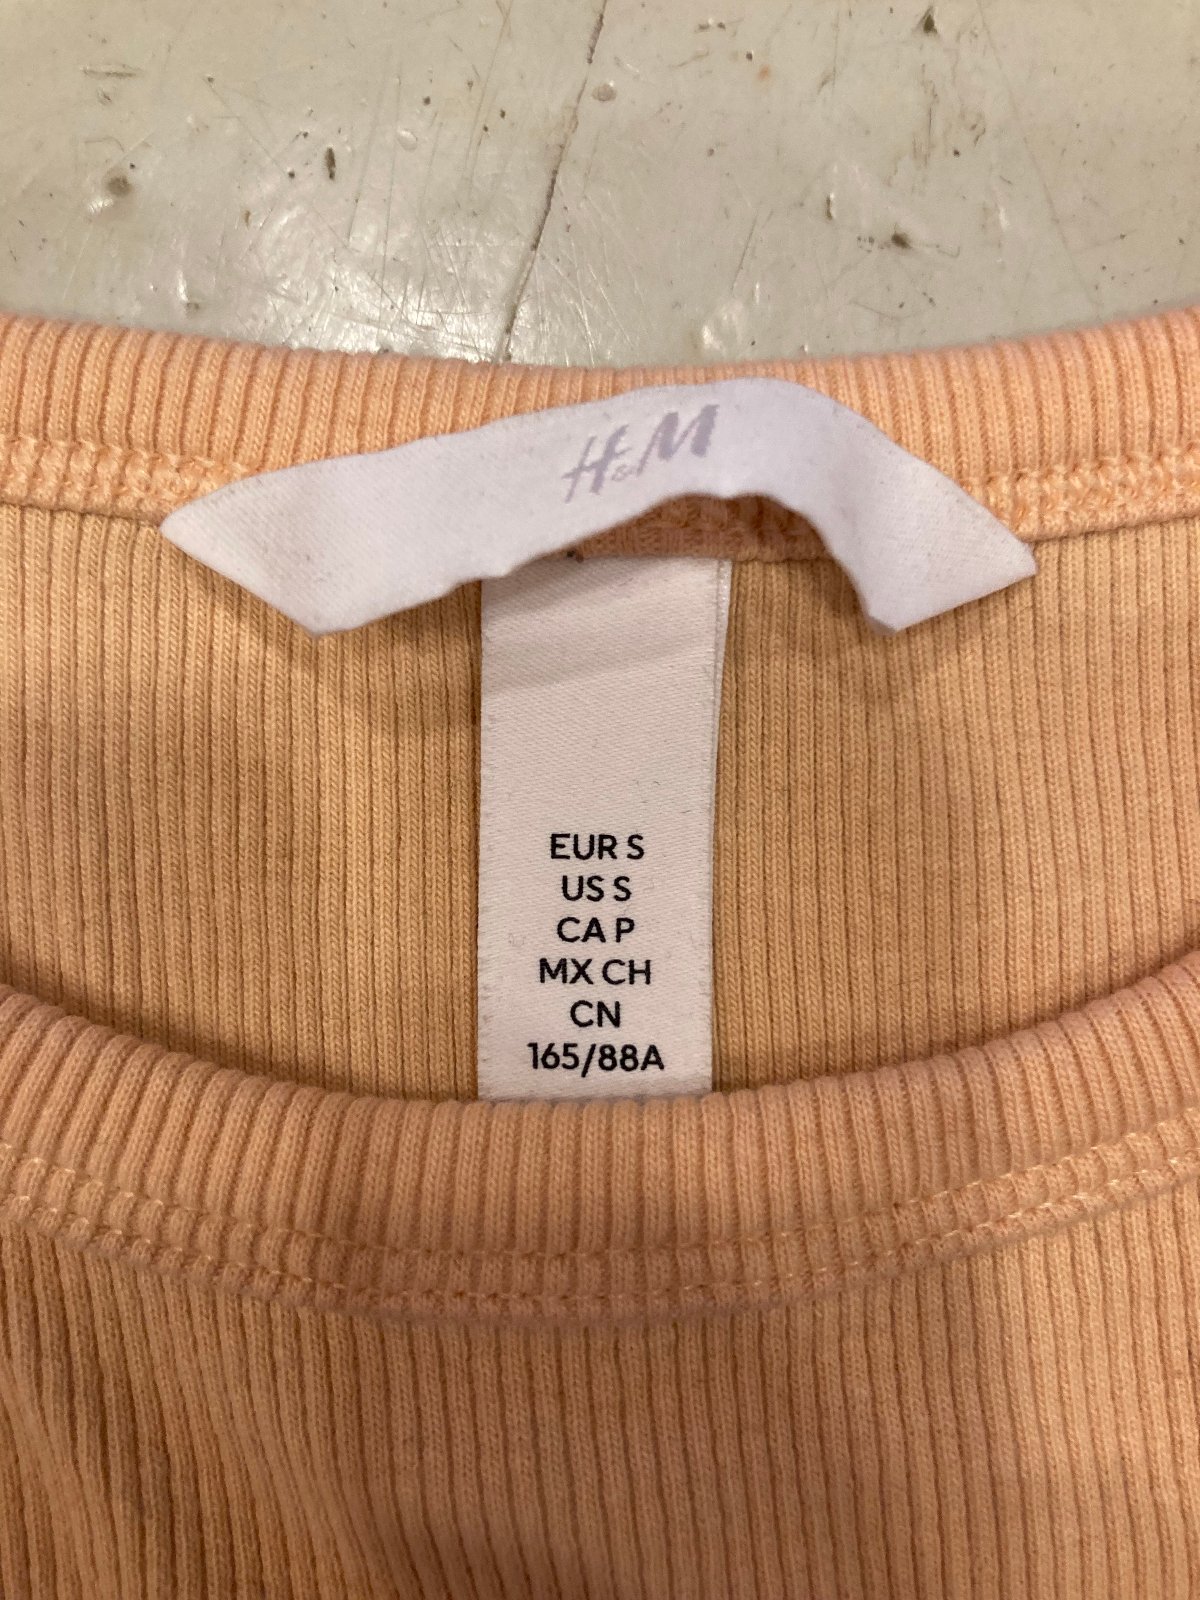 H&M
EUR S
US S
CA P
MX CH
CN
165/88A